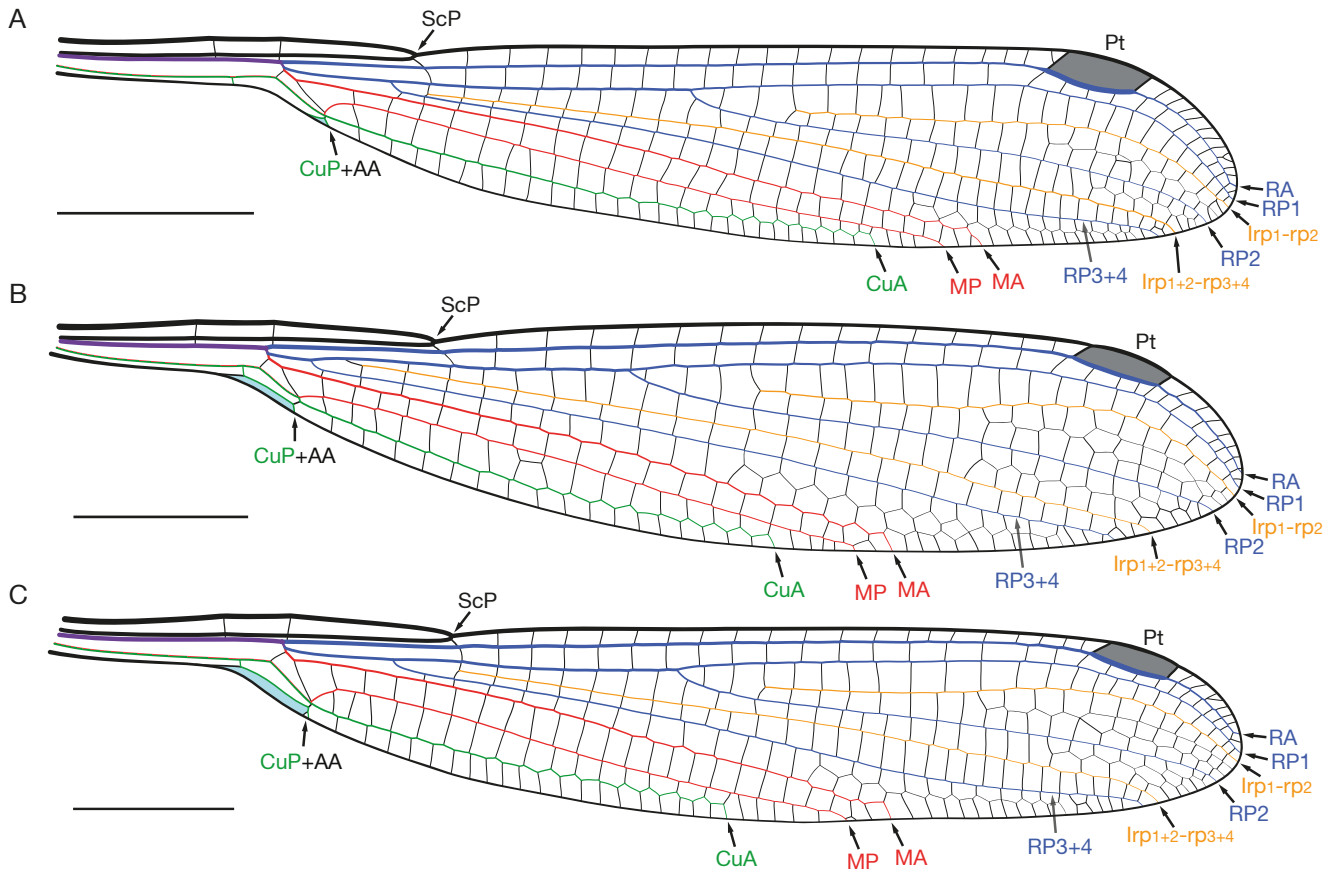 A
ScP
Pt
CuP+AA
RA
RP1
Irp1-rp2
RP2
Irp1+2-rp3+4
RP3+4
MA
MP
CuA
B
ScP
Pt
CuP+AA
RA
RP1
Irp1-rp2
RP2
Irp1+2-rp3+4
RP3+4
MA
MP
CuA
C
ScP
Pt
CuP+AA
RA
RP1
Irp1-rp2
RP2
Irp1+2-rp3+4
RP3+4
MA
MP
CuA